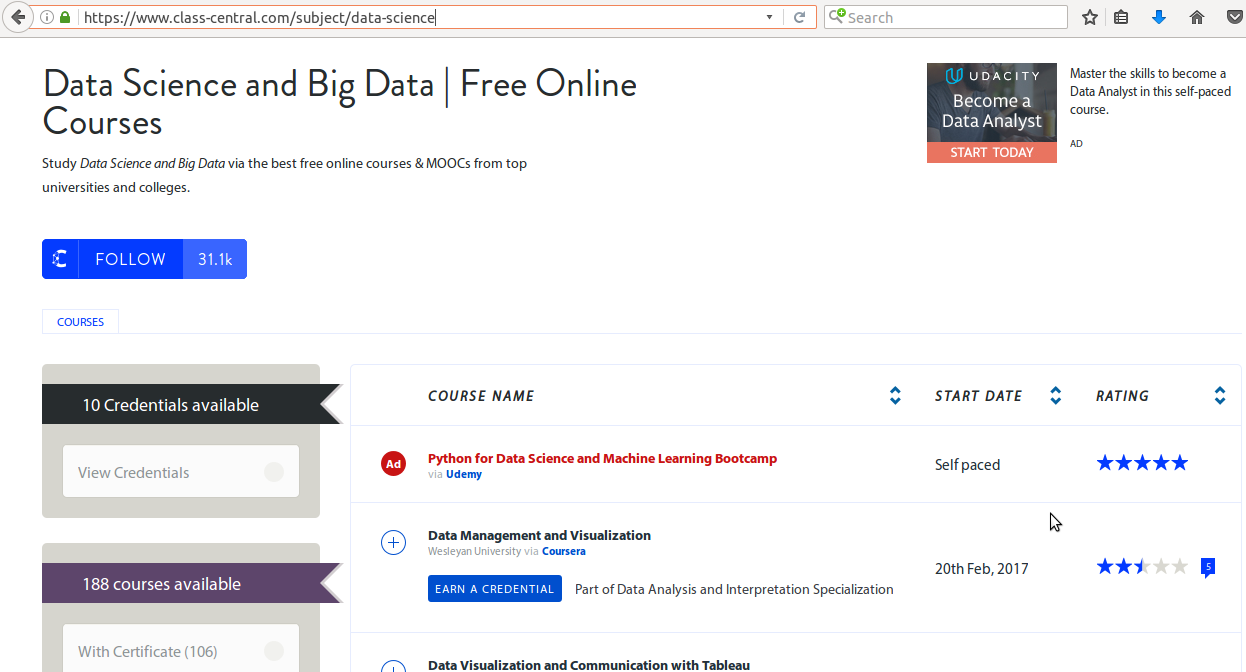 https://www.class-central.com/subject/data-science
Search
Data Science and Big Data | Free Online
Courses
Study Data Science and Big Data via the best free online courses & MOOCs from top
universities and colleges.
UDACITY
Become a
Data Analyst
START TODAY
Master the skills to become a
Data Analyst in this self-paced
course.
AD
FOLLOW 31.1k
COURSES
10 Credentials available
View Credentials
188 courses available
With Certificate (106)
COURSE NAME START DATE RATING
Ad
Python for Data Science and Machine Learning Bootcamp
via Udemy
Self paced
Data Management and Visualization
Wesleyan University via Coursera
EARN A CREDENTIAL Part of Data Analysis and Interpretation Specialization
20th Feb, 2017
5
Data Visualization and Communication with Tableau